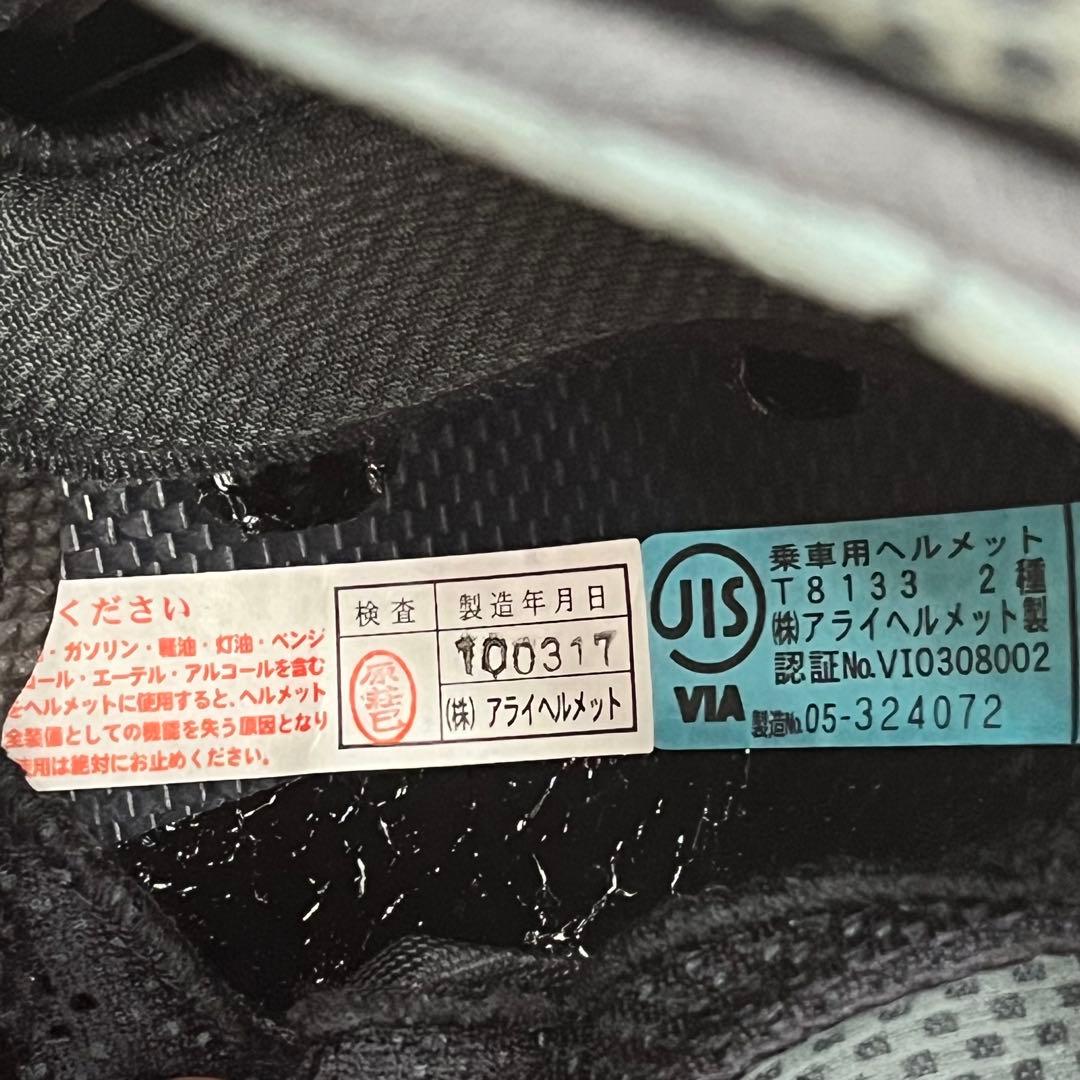 ください
・ガソリン・軽油・灯油・ベンジ
コール・エーテル・アルコールを含む
をヘルメットに使用すると、ヘルメット
全装値としての機能を失う原因となり
使用は絶対にお止めください。
検査
製造年月日
100317
原荘已
(株) アライヘルメット
JIS
VIA
乗車用ヘルメット
T8133 2種
㈱アライヘルメット製
認証No.VI0308002
製造No.05-324072